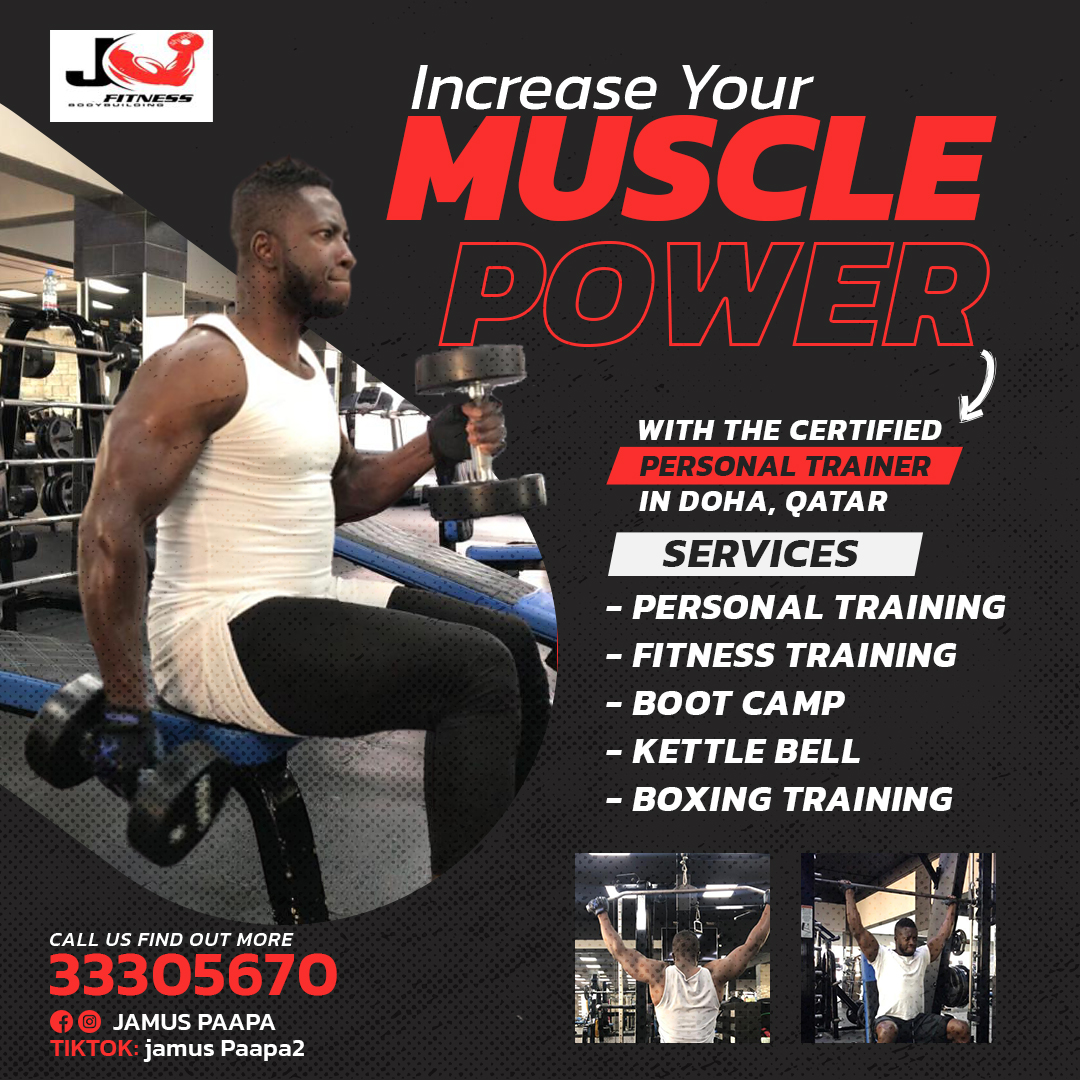 J
FITNESS
BODYBUILDING
Increase Your
MUSCLE
POWER
WITH THE CERTIFIED
PERSONAL TRAINER
IN DOHA, QATAR
SERVICES
- PERSONAL TRAINING
- FITNESS TRAINING
- BOOT CAMP
- KETTLE BELL
- BOXING TRAINING
CALL US FIND OUT MORE
33305670
JAMUS PAAPA
TIKTOK: jamus Paapa2